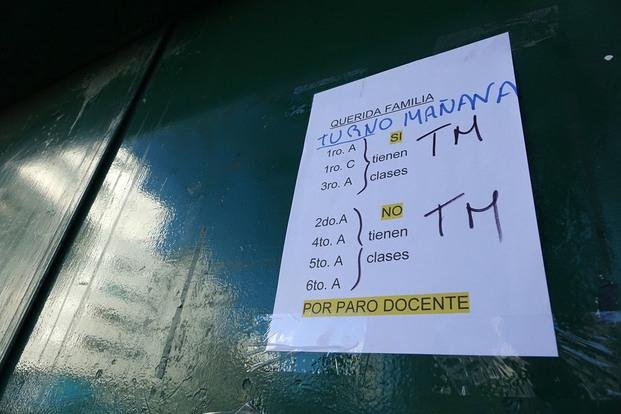 QUERIDA FAMILIA
TURNO MAÑANA
1ro. A SI TM
1ro. C tienen
3ro. A clases
2do.A NO TM
4to. A tienen
5to. A clases
6to. A
POR PARO DOCENTE